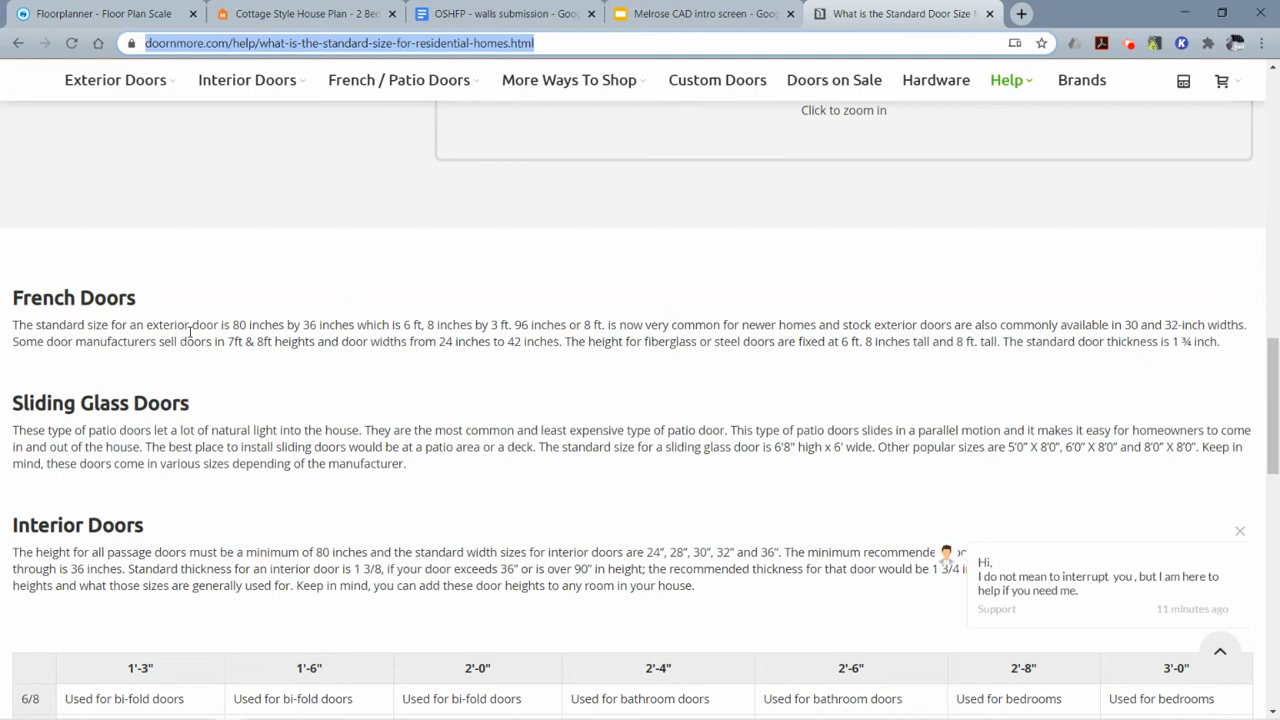 Floorplanner - Floor Plan Scale
Cottage Style House Plan - 2 Bed
OSHFP - walls submission - Goog
Melrose CAD intro screen - Goog
What is the Standard Door Size f
doornmore.com/help/what-is-the-standard-size-for-residential-homes.html
Exterior Doors
Interior Doors
French / Patio Doors
More Ways To Shop
Custom Doors
Doors on Sale
Hardware
Help
Brands
Click to zoom in
French Doors
The standard size for an exterior door is 80 inches by 36 inches which is 6 ft, 8 inches by 3 ft. 96 inches or 8 ft. is now very common for newer homes and stock exterior doors are also commonly available in 30 and 32-inch widths.
Some door manufacturers sell doors in 7ft & 8ft heights and door widths from 24 inches to 42 inches. The height for fiberglass or steel doors are fixed at 6 ft. 8 inches tall and 8 ft. tall. The standard door thickness is 1 ¾ inch.
Sliding Glass Doors
These type of patio doors let a lot of natural light into the house. They are the most common and least expensive type of patio door. This type of patio doors slides in a parallel motion and it makes it easy for homeowners to come
in and out of the house. The best place to install sliding doors would be at a patio area or a deck. The standard size for a sliding glass door is 6'8" high x 6' wide. Other popular sizes are 5’0” X 8’0”, 6’0” X 8’0” and 8’0” X 8’0”. Keep in
mind, these doors come in various sizes depending of the manufacturer.
Interior Doors
The height for all passage doors must be a minimum of 80 inches and the standard width sizes for interior doors are 24”, 28”, 30”, 32” and 36”. The minimum
through is 36 inches. Standard thickness for an interior door is 1 3/8, if your door exceeds 36” or is over 90” in height; the recommended thickness for that door would be 1 3/4
heights and what those sizes are generally used for. Keep in mind, you can add these door heights to any room in your house.
Hi,
I do not mean to interrupt you, but I am here to
help if you need me.
Support
11 minutes ago
1'-3"
1'-6"
2'-0"
2'-4"
2'-6"
2'-8"
3'-0"
6/8
Used for bi-fold doors
Used for bi-fold doors
Used for bi-fold doors
Used for bathroom doors
Used for bathroom doors
Used for bedrooms
Used for bedrooms